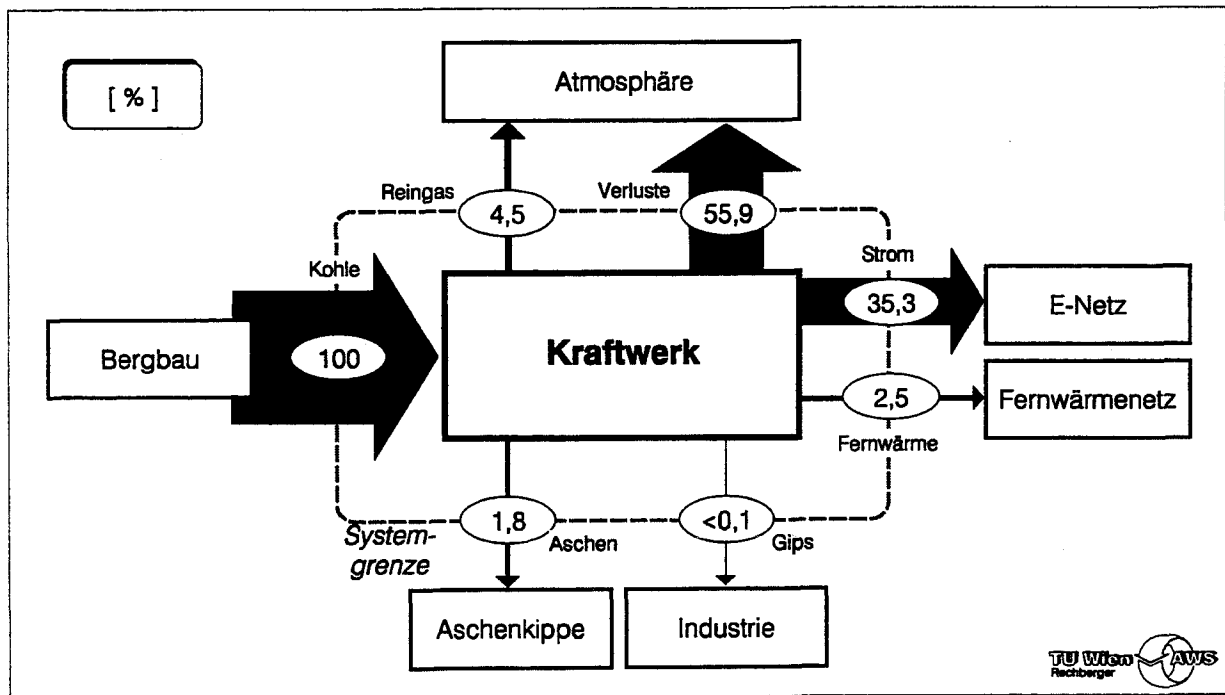 [ % ]
Atmosphäre
Reingas
4,5
Verluste
55,9
Kohle
Strom
Bergbau
100
Kraftwerk
35,3
E-Netz
2,5
Fernwärmenetz
Fernwärme
System-
grenze
1,8
Aschen
<0,1
Gips
Aschenkippe
Industrie
TU Wien
Rechberger
AWS